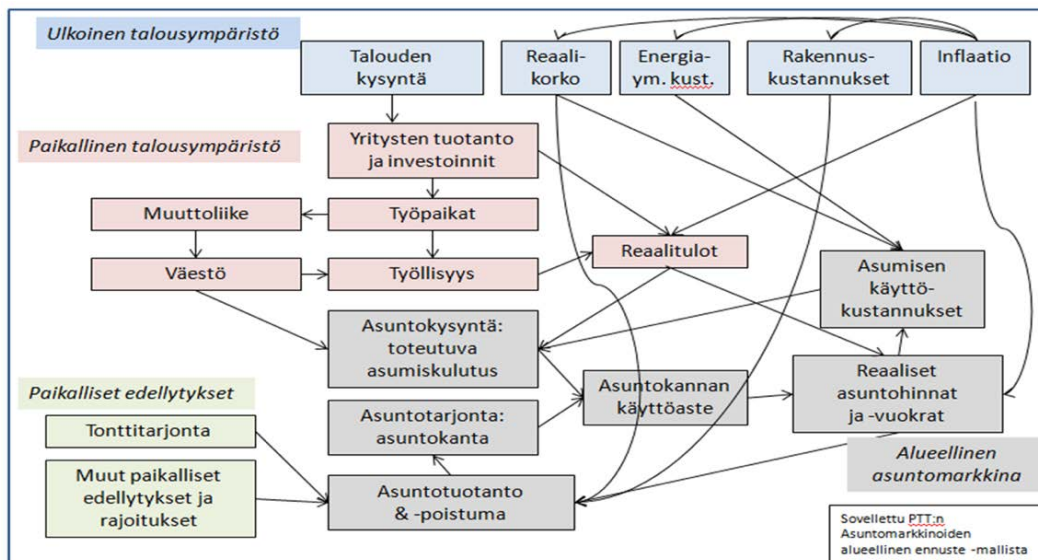 Ulkoinen talousympäristö
Talouden
kysyntä
Reaali-
korko
Energia-
ym. kust.
Rakennus-
kustannukset
Inflaatio
Paikallinen talousympäristö
Yritysten tuotanto
ja investoinnit
Muuttoliike
Työpaikat
Väestö
Työllisyys
Reaalitulot
Asumisen
käyttö-
kustannukset
Asuntokysyntä:
toteutuva
asumiskulutus
Paikalliset edellytykset
Asuntokannan
käyttöaste
Reaaliset
asuntohinnat
ja -vuokrat
Tonttitarjonta
Asuntotarjonta:
asuntokanta
Alueellinen
asuntomarkkina
Muut paikalliset
edellytykset ja
rajoitukset
Asuntotuotanto
& -poistuma
Sovellettu PTT:n
Asuntomarkkinoiden
alueellinen ennuste -mallista